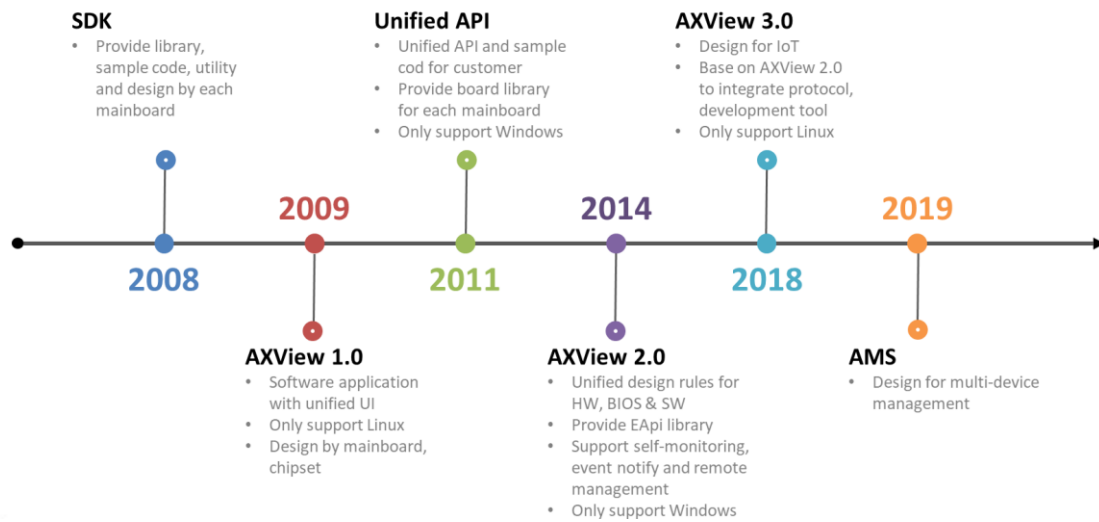 SDK
• Provide library,
sample code, utility
and design by each
mainboard
Unified API
• Unified API and sample
cod for customer
• Provide board library
for each mainboard
• Only support Windows
AXView 3.0
• Design for IoT
• Base on AXView 2.0
to integrate protocol,
development tool
• Only support Linux
2009
2014
2019
2008
2011
2018
AXView 1.0
• Software application
with unified UI
• Only support Linux
• Design by mainboard,
chipset
AXView 2.0
• Unified design rules for
HW, BIOS & SW
• Provide EApi library
• Support self-monitoring,
event notify and remote
management
• Only support Windows
AMS
• Design for multi-device
management